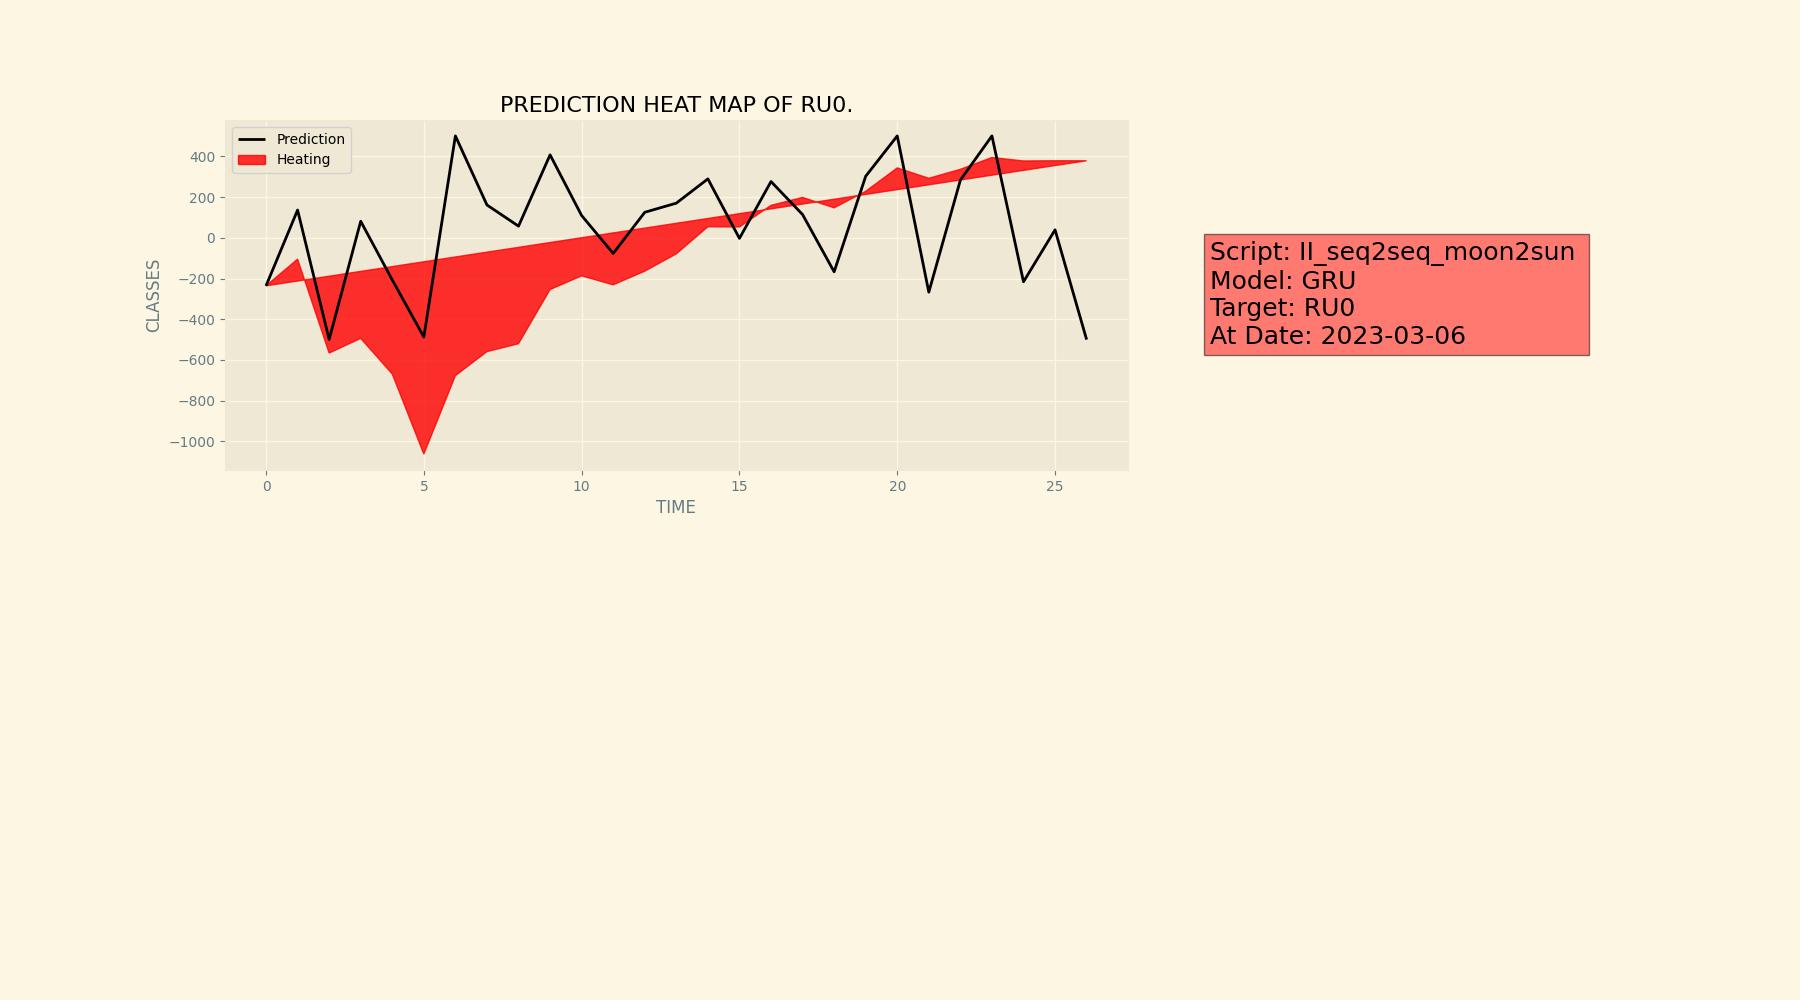 PREDICTION HEAT MAP OF RU0.
Prediction
Heating
400
200
0
−200
−400
−600
−800
−1000
CLASSES
0 5 10 15 20 25
TIME
Script: II_seq2seq_moon2sun
Model: GRU
Target: RU0
At Date: 2023-03-06